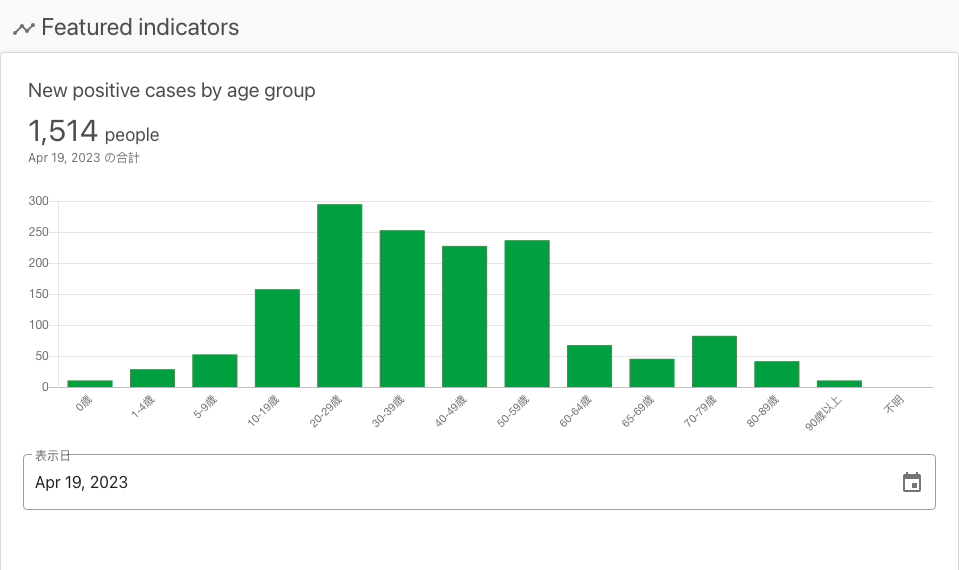 Featured indicators
New positive cases by age group
1,514 people
Apr 19, 2023 の合計
300
250
200
150
100
50
0
0歳
1-4歳
5-9歳
10-19歳
20-29歳
30-39歳
40-49歳
50-59歳
60-64歳
65-69歳
70-79歳
80-89歳
90歳以上
不明
表示日
Apr 19, 2023